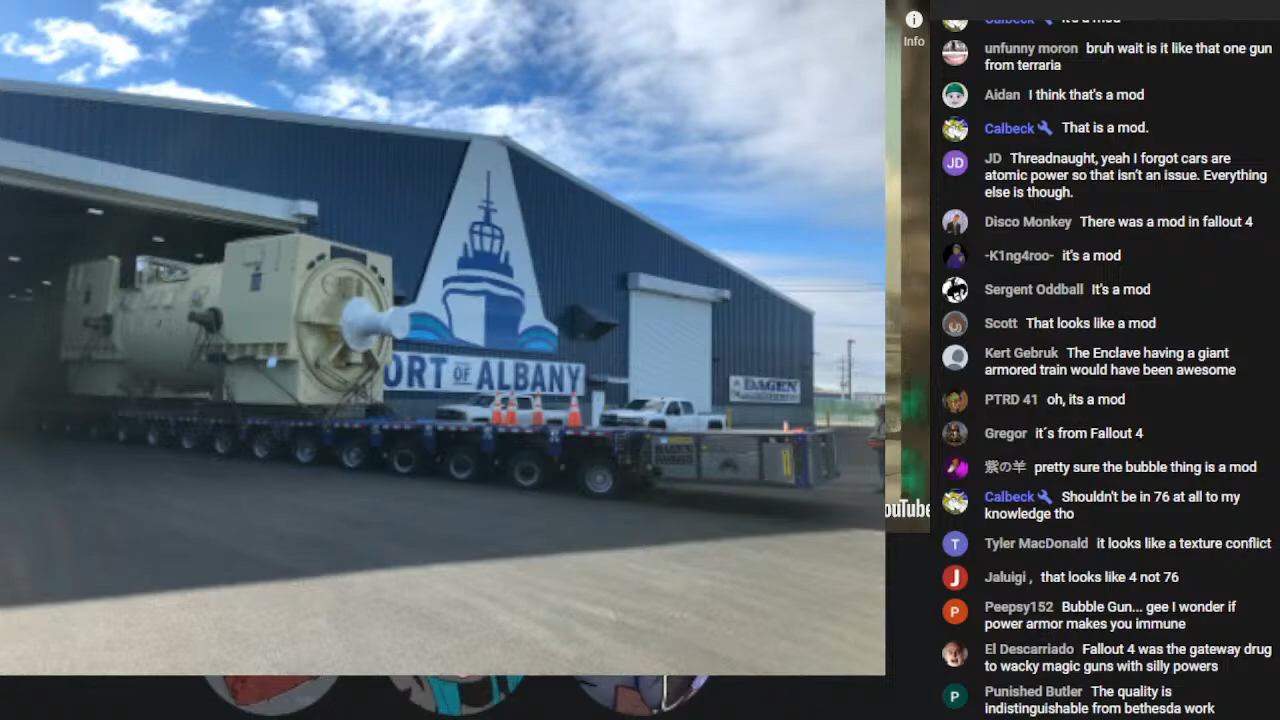 ORT OF ALBANY
DAGEN
Info
ouTube
Calbeck it's a mod
unfunny moron bruh wait is it like that one gun
from terraria
Aidan I think that's a mod
Calbeck That is a mod.
JD
JD Threadnaught, yeah I forgot cars are
atomic power so that isn't an issue. Everything
else is though.
Disco Monkey There was a mod in fallout 4
-K1ng4roo- it's a mod
Sergent Oddball It's a mod
Scott That looks like a mod
Kert Gebruk The Enclave having a giant
armored train would have been awesome
PTRD 41 oh, its a mod
Gregor it´s from Fallout 4
紫の羊 pretty sure the bubble thing is a mod
Calbeck Shouldn't be in 76 at all to my
knowledge tho
T
Tyler MacDonald it looks like a texture conflict
J
Jaluigi , that looks like 4 not 76
P
Peepsy152 Bubble Gun... gee I wonder if
power armor makes you immune
El Descarriado Fallout 4 was the gateway drug
to wacky magic guns with silly powers
P
Punished Butler The quality is
indistinguishable from bethesda work